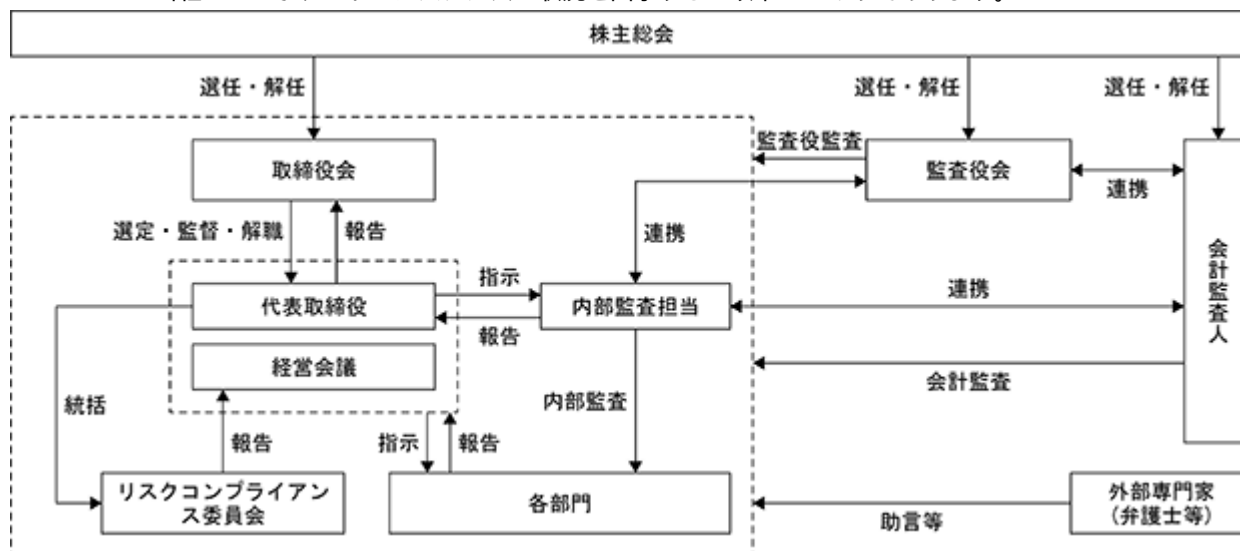 株主総会
選任・解任
選任・解任
選任・解任
監査役監査
取締役会
監査役会
連携
選定・監督・解職
報告
連携
会計監査人
指示
代表取締役
内部監査担当
連携
報告
経営会議
会計監査
統括
内部監査
報告
指示
報告
リスクコンプライアン
ス委員会
各部門
外部専門家
(弁護士等)
助言等